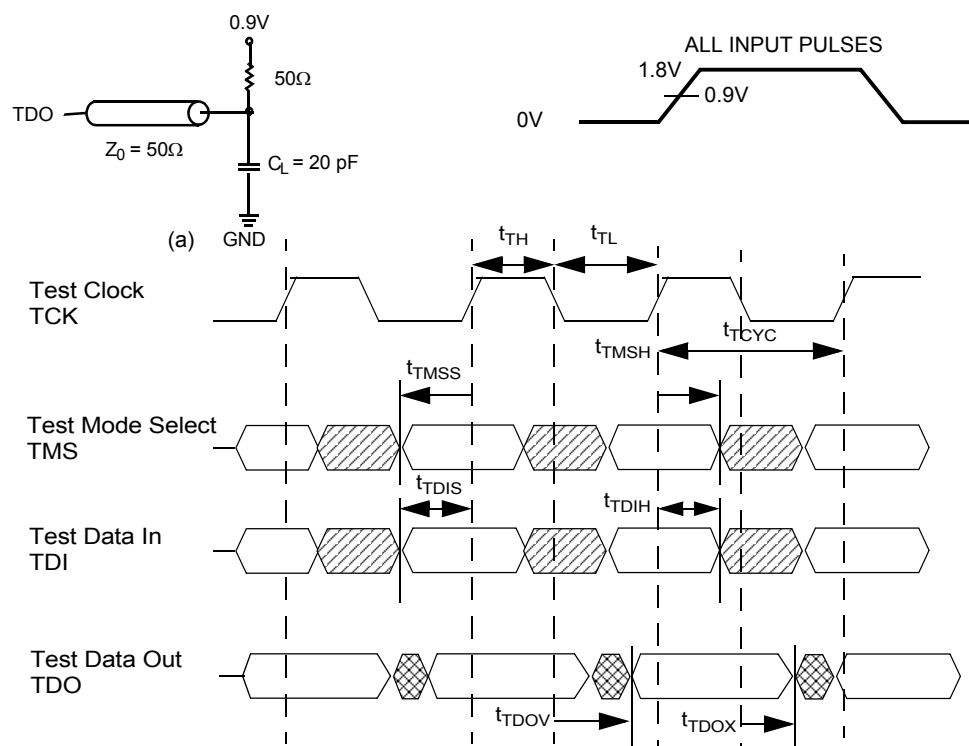 0.9V
50Ω
TDO
Z0 = 50Ω
CL = 20 pF
(a)
GND
ALL INPUT PULSES
1.8V
0.9V
0V
tTH
tTL
Test Clock
TCK
tTCYC
tTMSH
tTMSS
Test Mode Select
TMS
tTDIS
tTDIH
Test Data In
TDI
Test Data Out
TDO
tTDOV
tTDOX